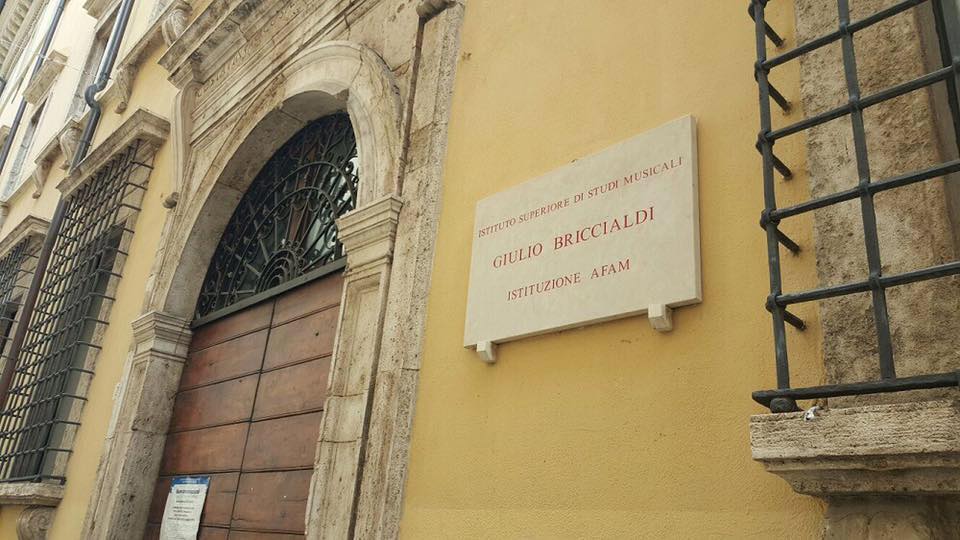 ISTITUTO SUPERIORE DI STUDI MUSICALI
GIULIO BRICCIALDI
ISTITUZIONE AFAM